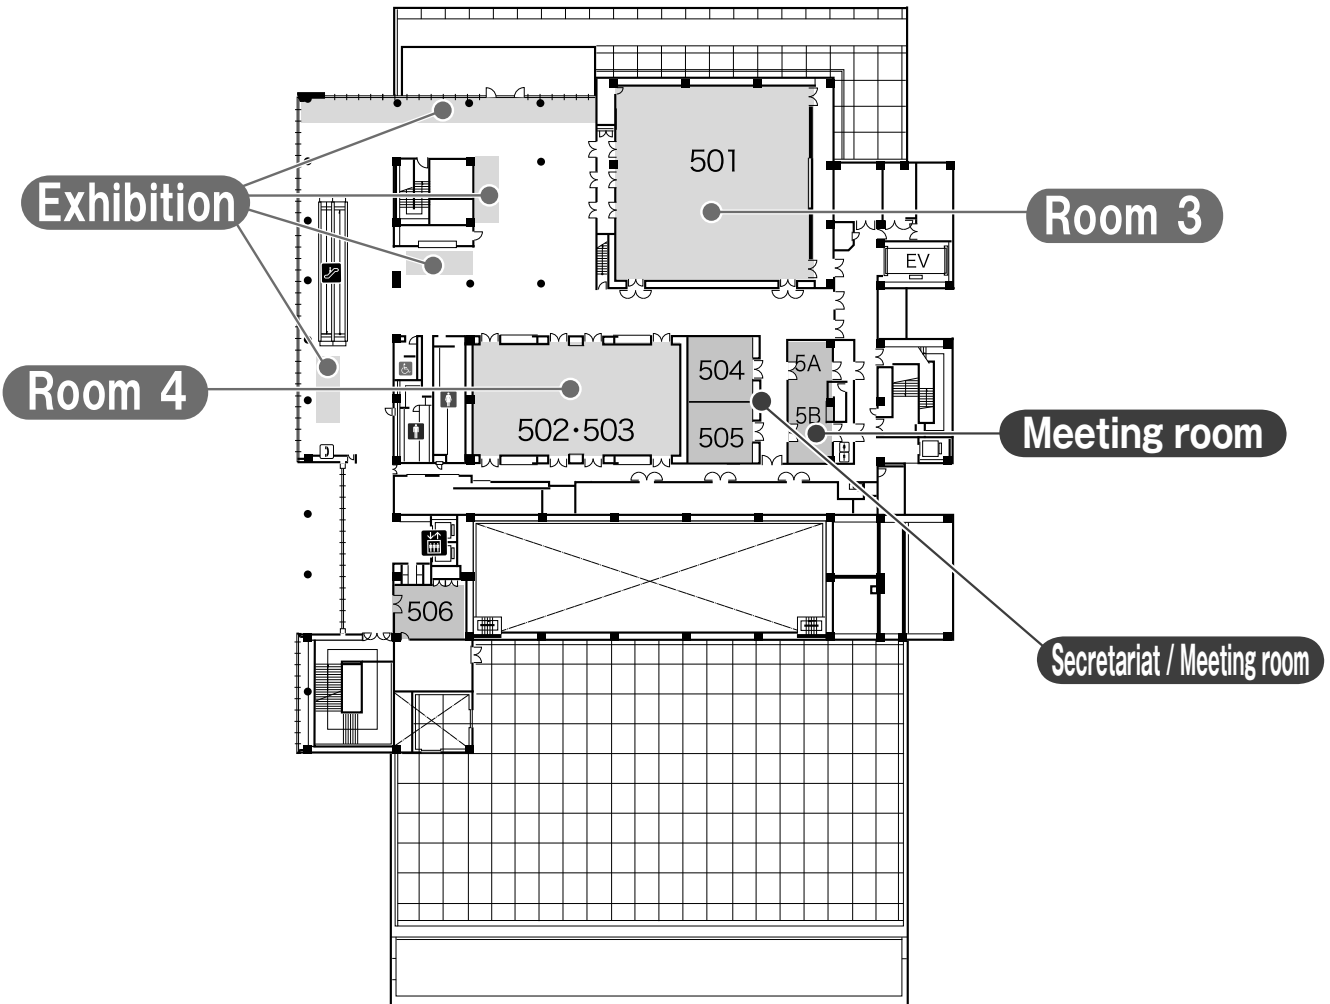 501
Exhibition
Room 3
EV
504
5A
Room 4
5B
502・503
505
Meeting room
506
Secretariat / Meeting room